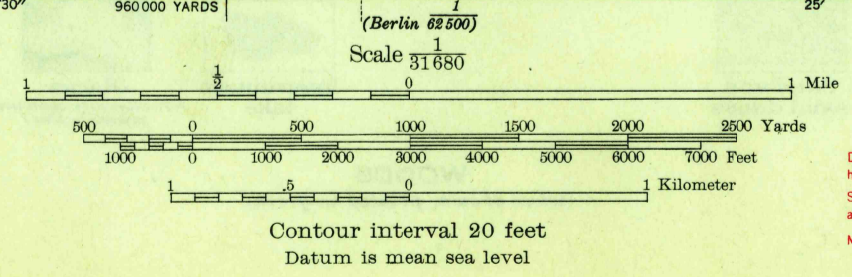 30″ 960000 YARDS 25′
(Berlin 1/62500)
Scale 1/31680
1 1/2 0 1 Mile
500 0 500 1000 1500 2000 2500 Yards
1000 0 1000 2000 3000 4000 5000 6000 7000 Feet
1 .5 0 1 Kilometer
Contour interval 20 feet
Datum is mean sea level